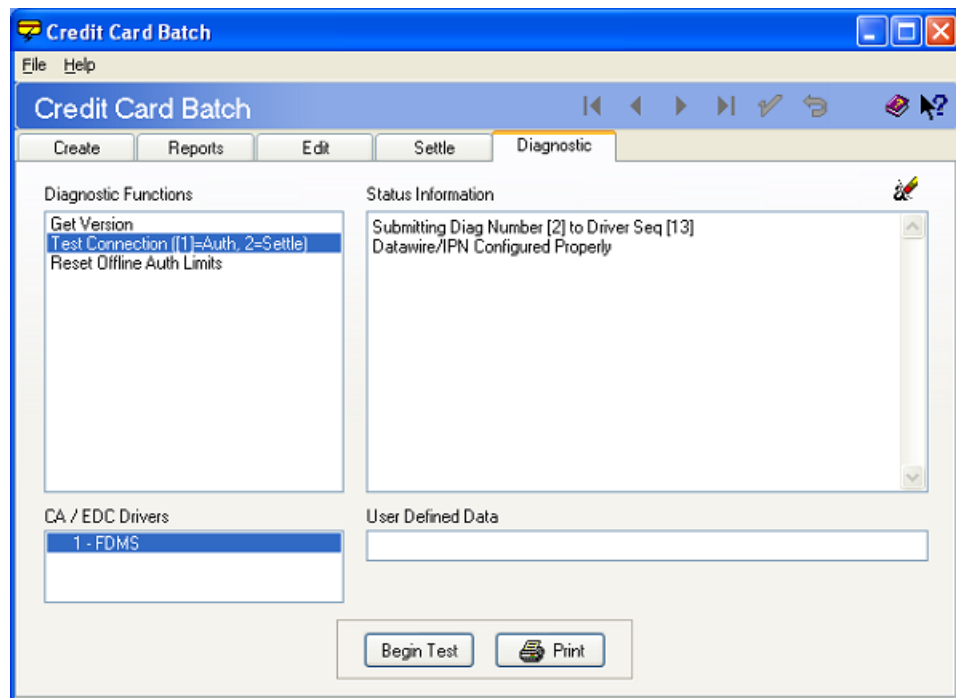 Credit Card Batch
File Help
Credit Card Batch
Create Reports Edit Settle Diagnostic
Diagnostic Functions Status Information
Get Version
Test Connection ([1]=Auth, 2=Settle)
Reset Offline Auth Limits
Submitting Diag Number [2] to Driver Seq [13]
Datawire/IPN Configured Properly
CA / EDC Drivers User Defined Data
1 - FDMS
Begin Test Print